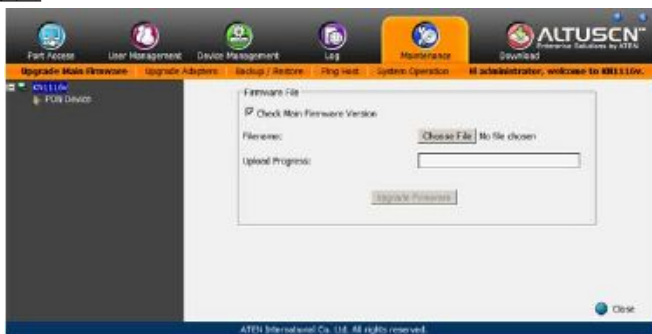 Port Access User Management Device Management Log Maintenance Download
ALTUSCN™
Enterprise Solutions by ATEN
Upgrade Main Firmware Upgrade Adapters Backup / Restore Ping Host System Operation Hi administrator, welcome to KN1116v.
KN1116v
PON Device
Firmware File
Check Main Firmware Version
Filename: Choose File No file chosen
Upload Progress:
Upgrade Firmware
Close
ATEN International Co. Ltd. All rights reserved.